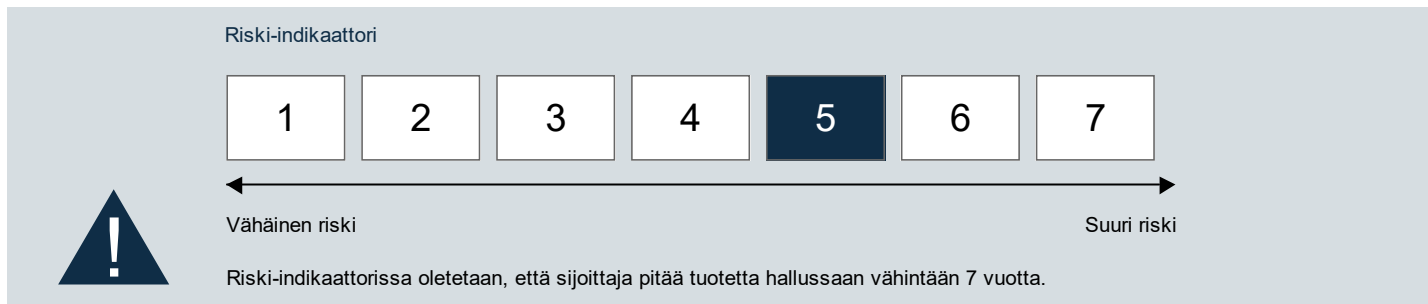 Riski-indikaattori
1 2 3 4 5 6 7
Vähäinen riski Suuri riski
!
Riski-indikaattorissa oletetaan, että sijoittaja pitää tuotetta hallussaan vähintään 7 vuotta.